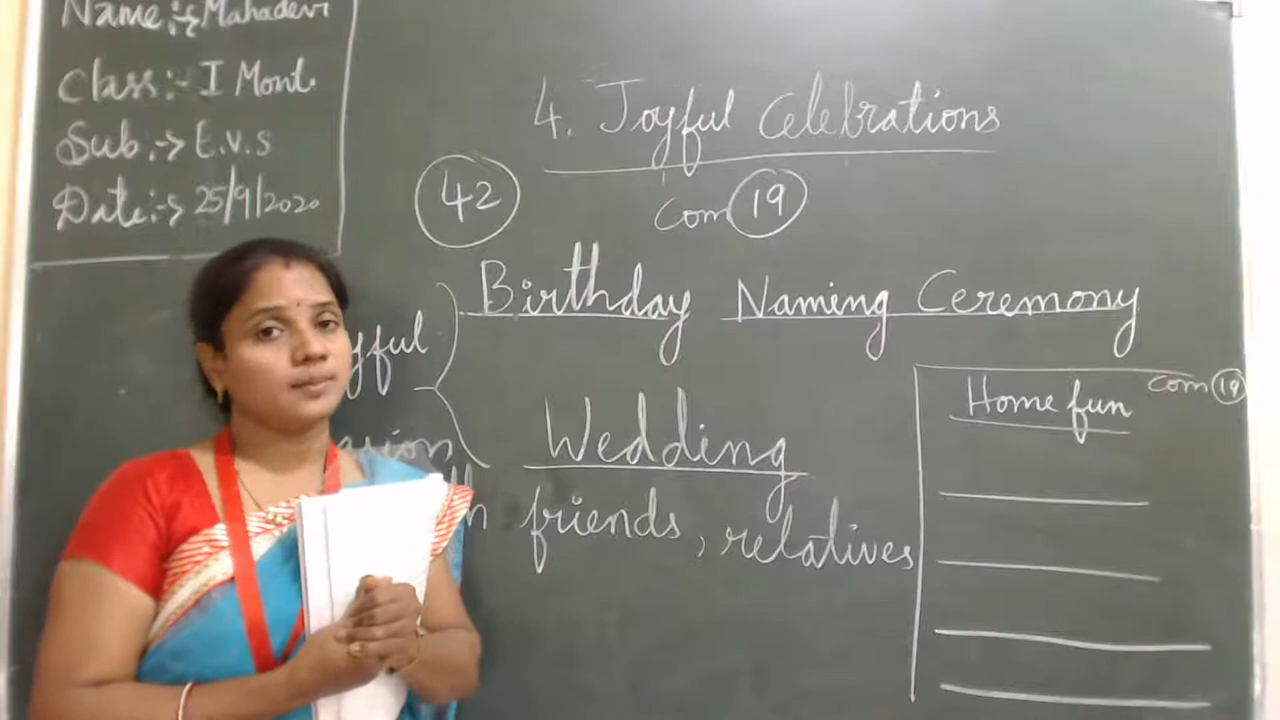 Name :-> Mahadevi
Class :- I Mont.
Sub :-> E.V.S
Date :-> 25/9/2020
4. Joyful Celebrations
42
Com 19
Birthday Naming Ceremony
yful
Wedding
friends, relatives
Home fun Com 19